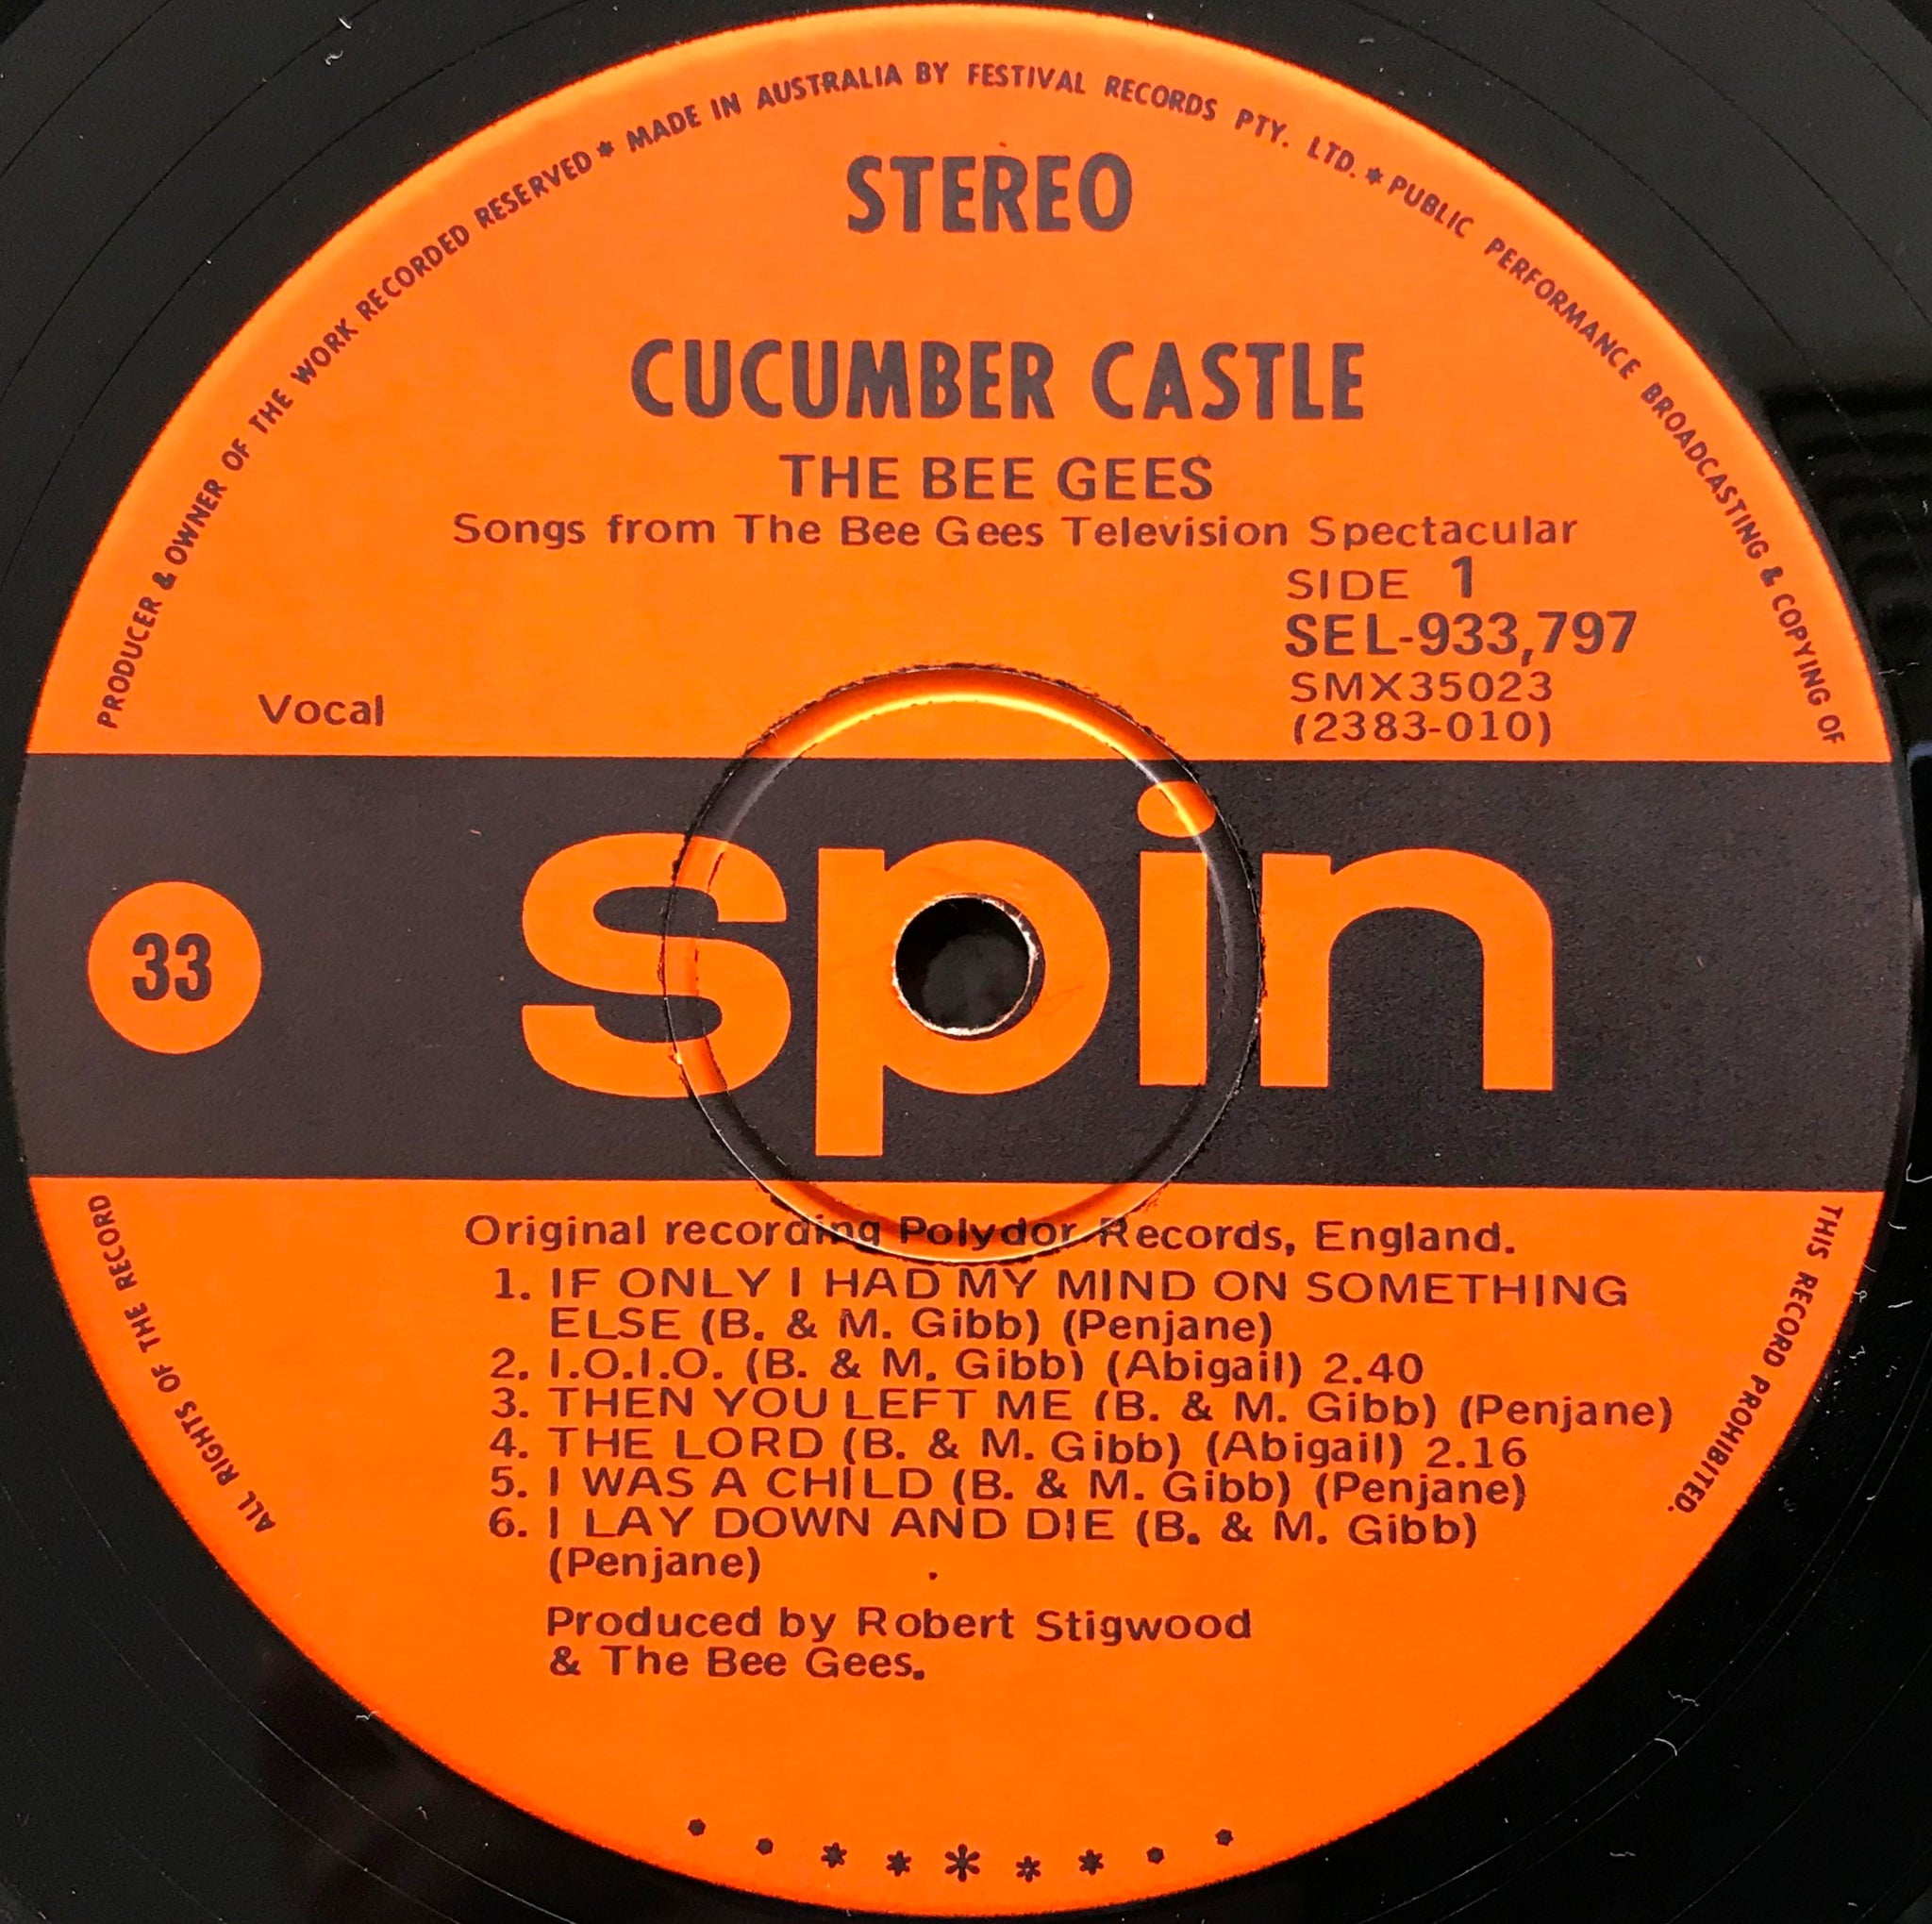 PRODUCER & OWNER OF THE WORK RECORDED RESERVED * MADE IN AUSTRALIA BY FESTIVAL RECORDS PTY. LTD. * PUBLIC PERFORMANCE BROADCASTING & COPYING OF
STEREO
CUCUMBER CASTLE
THE BEE GEES
Songs from The Bee Gees Television Spectacular
SIDE 1
SEL-933,797
SMX35023
Vocal
(2383-010)
33
spin
Original recording Polydor Records, England.
1. IF ONLY I HAD MY MIND ON SOMETHING
ELSE (B. & M. Gibb) (Penjane)
2. I.O.I.O. (B. & M. Gibb) (Abigail) 2.40
3. THEN YOU LEFT ME (B. & M. Gibb) (Penjane)
4. THE LORD (B. & M. Gibb) (Abigail) 2.16
5. I WAS A CHILD (B. & M. Gibb) (Penjane)
6. I LAY DOWN AND DIE (B. & M. Gibb)
(Penjane)
Produced by Robert Stigwood
& The Bee Gees.
ALL RIGHTS OF THE RECORD
THIS RECORD PROHIBITED.